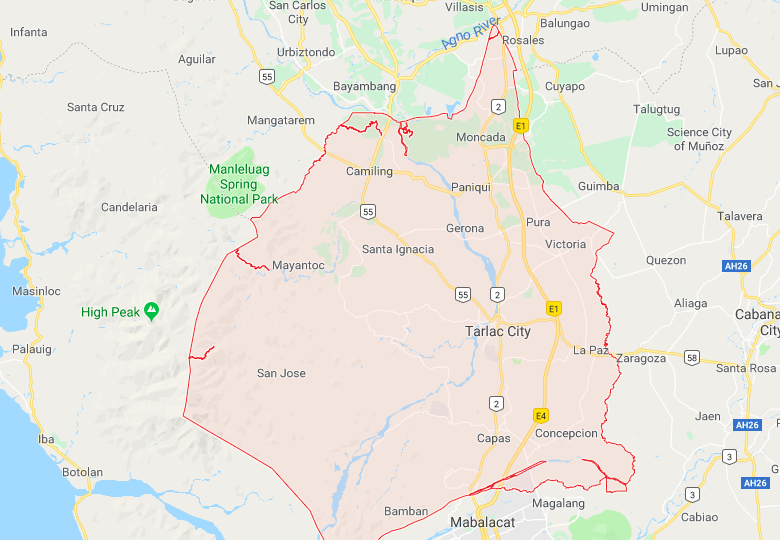 San Carlos
City
Villasis
Umingan
Balungao
Infanta
Agno River
Rosales
Urbiztondo
Lupao
Aguilar
55
Bayambang
Cuyapo
San J
Santa Cruz
2
Talugtug
Mangatarem
E1
Moncada
Science City
of Muñoz
Manleluag
Spring
National Park
Camiling
Paniqui
Guimba
Candelaria
55
Talavera
Gerona
Pura
Santa Ignacia
Victoria
Mayantoc
Quezon
AH26
Masinloc
55
2
Aliaga
High Peak
E1
Cabana
City
Tarlac City
Palauig
La Paz
Zaragoza
58
San Jose
Santa Rosa
2
E4
Jaen
AH26
Iba
Capas
Concepcion
3
Botolan
G
AH26
3
Bamban
Magalang
Cabiao
Mabalacat